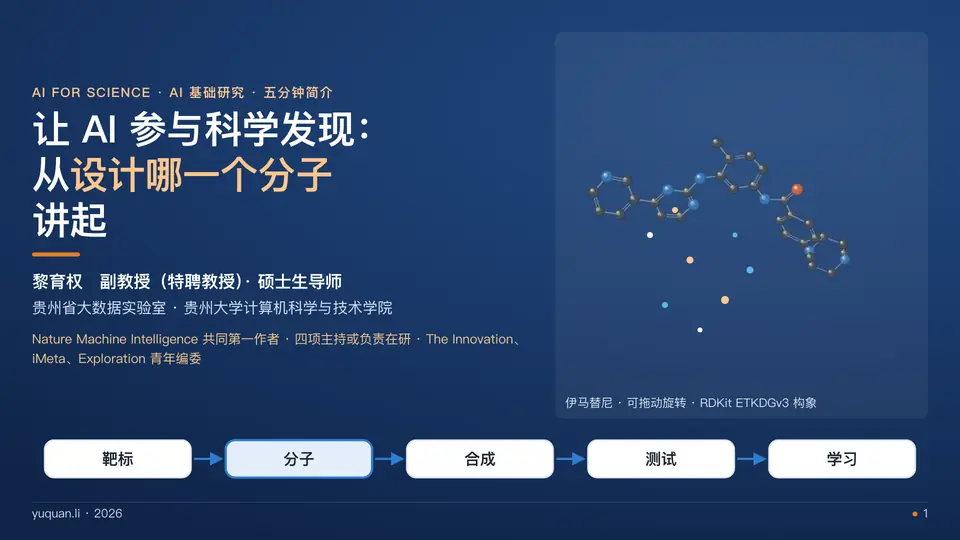 AI FOR SCIENCE · AI 基础研究 · 五分钟简介
让 AI 参与科学发现：
从设计哪一个分子
讲起
黎育权　副教授（特聘教授）· 硕士生导师
贵州省大数据实验室 · 贵州大学计算机科学与技术学院
Nature Machine Intelligence 共同第一作者 · 四项主持或负责在研 · The Innovation、
iMeta、Exploration 青年编委
伊马替尼 · 可拖动旋转 · RDKit ETKDGv3 构象
靶标
分子
合成
测试
学习
yuquan.li · 2026
1